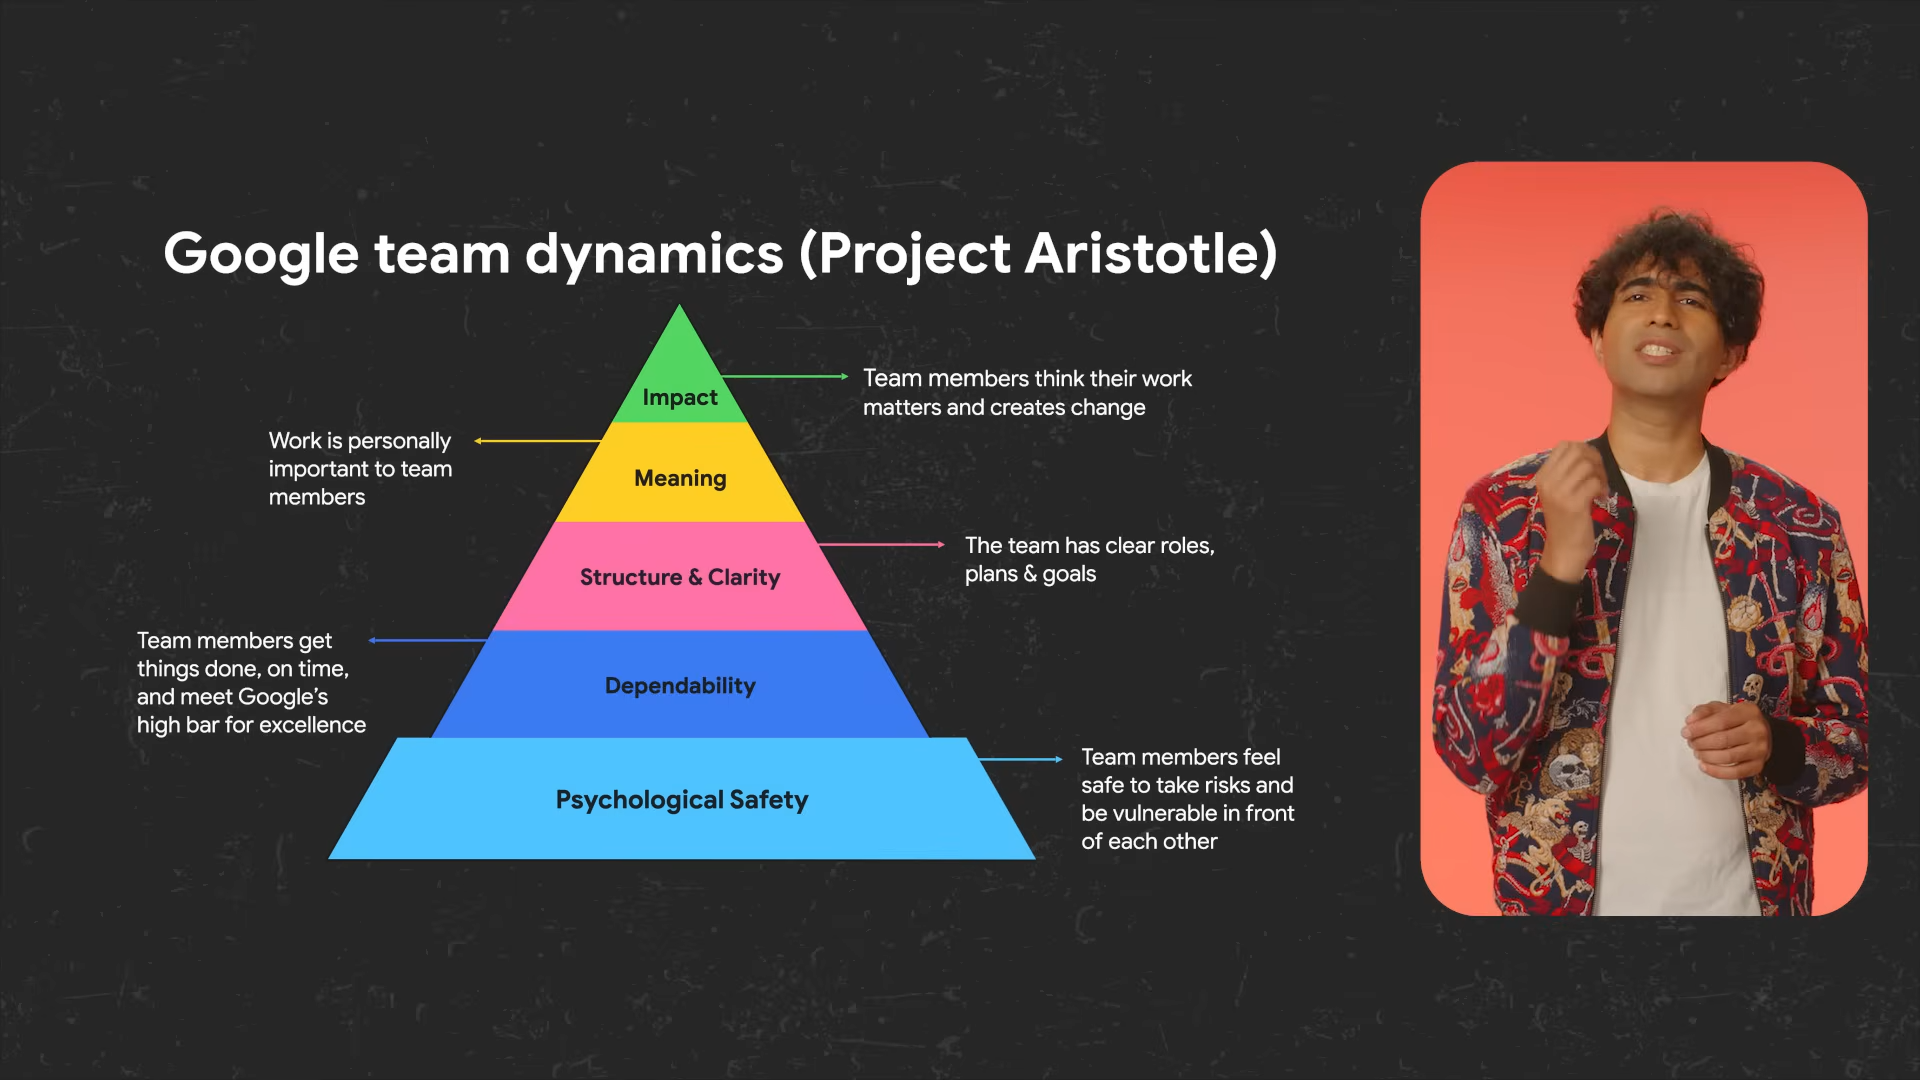 Google team dynamics (Project Aristotle)
Impact
Team members think their work
matters and creates change
Work is personally
important to team
members
Meaning
The team has clear roles,
plans & goals
Structure & Clarity
Team members get
things done, on time,
and meet Google's
high bar for excellence
Dependability
Team members feel
safe to take risks and
be vulnerable in front
of each other
Psychological Safety